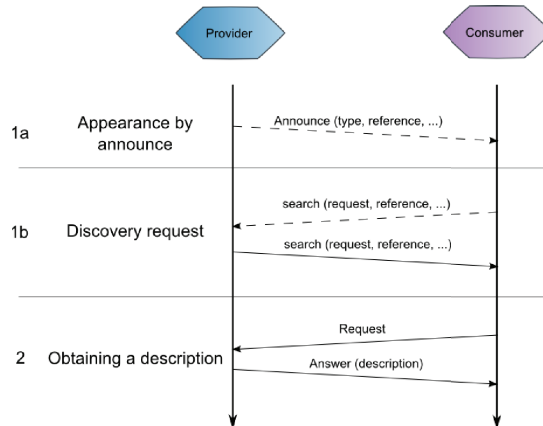 Provider
Consumer
1a
Appearance by
announce
Announce (type, reference, ...)
1b
Discovery request
search (request, reference, ...)
search (request, reference, ...)
2
Obtaining a description
Request
Answer (description)